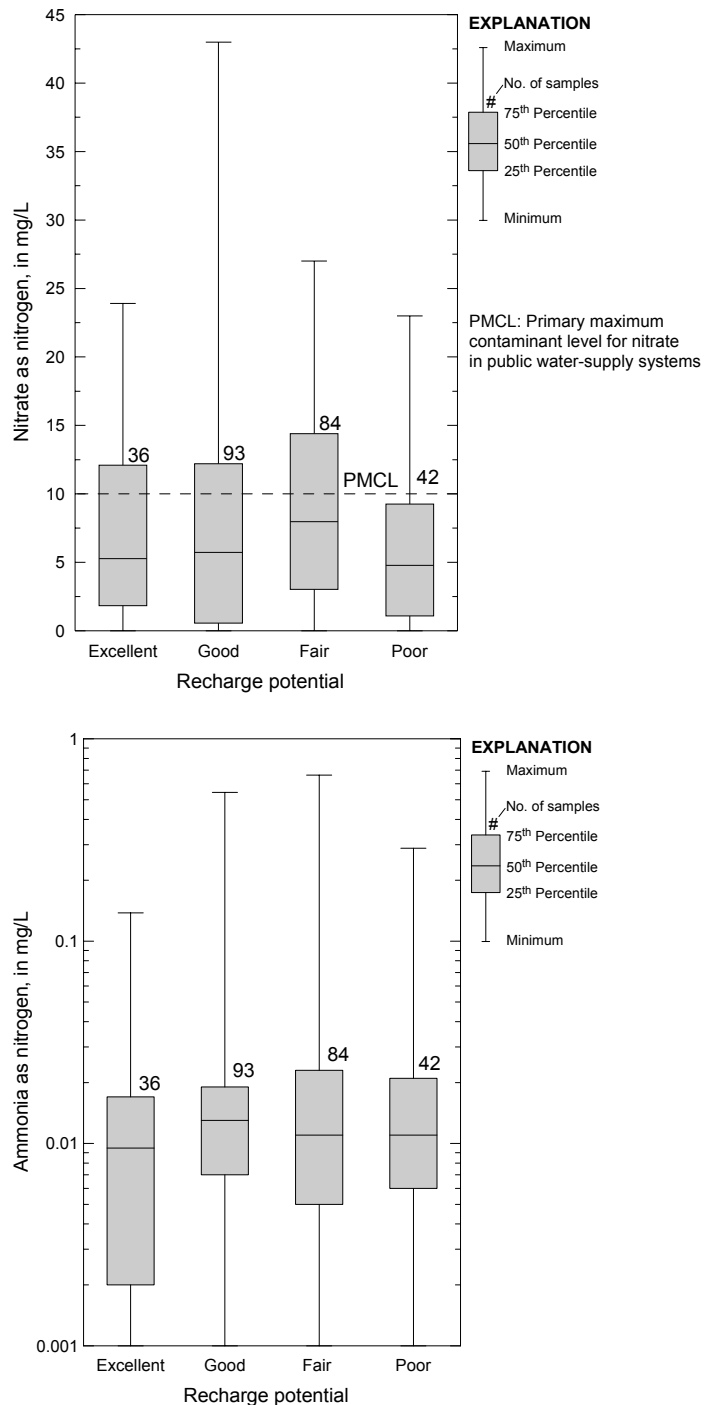 45
40
35
30
25
20
15
10
5
0
Nitrate as nitrogen, in mg/L
36
93
84
42
PMCL
Excellent
Good
Fair
Poor
Recharge potential
EXPLANATION
Maximum
No. of samples
#
75th Percentile
50th Percentile
25th Percentile
Minimum
PMCL: Primary maximum
contaminant level for nitrate
in public water-supply systems
1
0.1
0.01
0.001
Ammonia as nitrogen, in mg/L
36
93
84
42
Excellent
Good
Fair
Poor
Recharge potential
EXPLANATION
Maximum
No. of samples
#
75th Percentile
50th Percentile
25th Percentile
Minimum